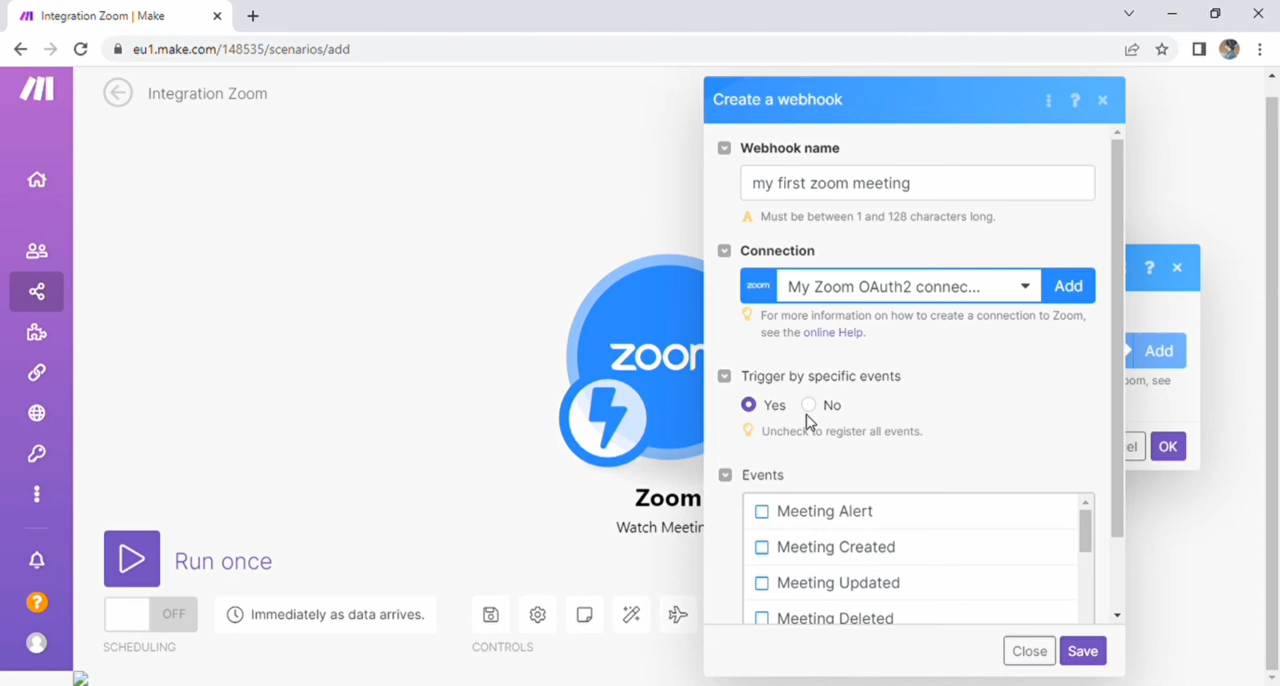 Integration Zoom | Make
eu1.make.com/148535/scenarios/add
Integration Zoom
Create a webhook
?
Webhook name
my first zoom meeting
Must be between 1 and 128 characters long.
Connection
zoom My Zoom OAuth2 connec... Add
For more information on how to create a connection to Zoom,
see the online Help.
Trigger by specific events
Yes No
Uncheck to register all events.
Events
Meeting Alert
Meeting Created
Meeting Updated
Meeting Deleted
Close Save
?
Add
oom, see
el OK
zoom
Zoom
Watch Meetin
Run once
OFF Immediately as data arrives.
SCHEDULING CONTROLS
?